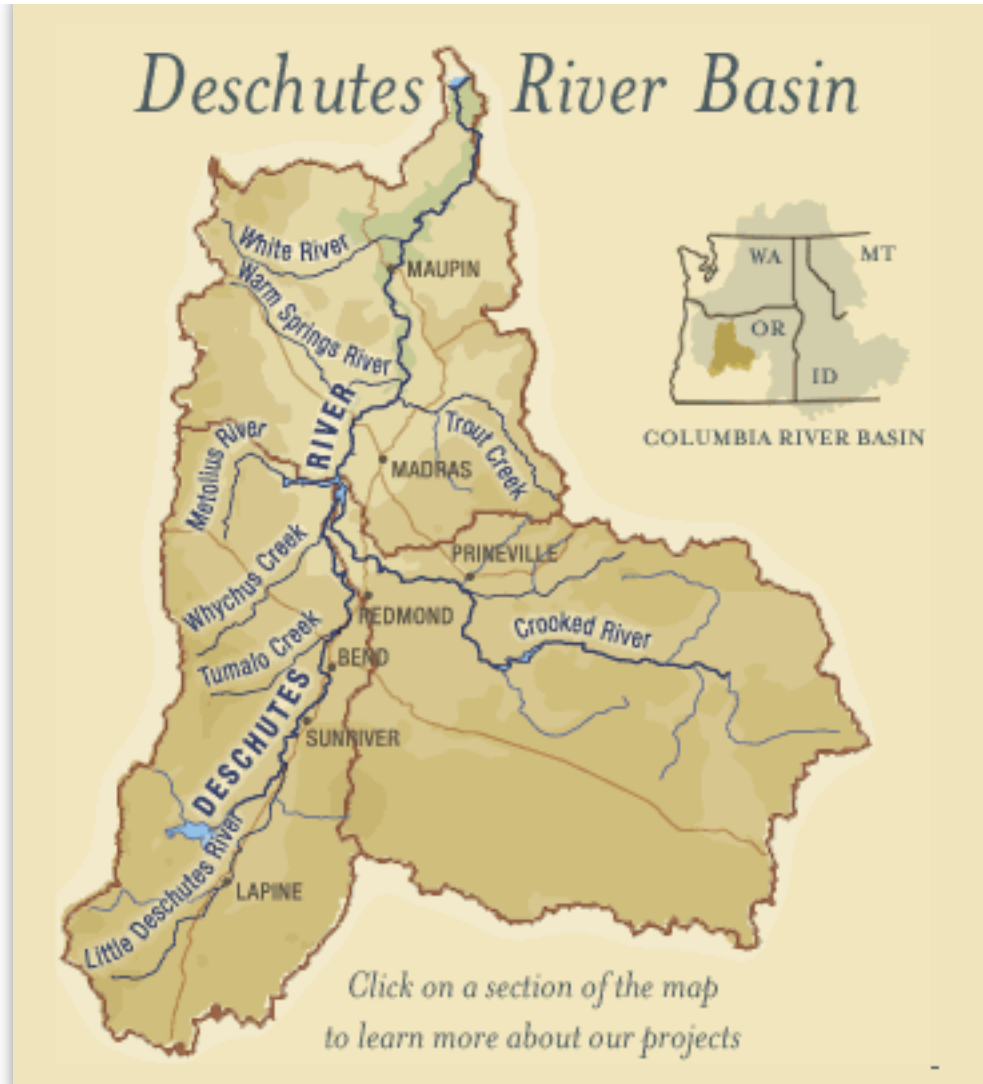 Deschutes River Basin
White River
WA
MT
MAUPIN
Warm Springs River
OR
ID
RIVER
Metolius River
Trout Creek
COLUMBIA RIVER BASIN
MADRAS
PRINEVILLE
Whychus Creek
REDMOND
Crooked River
Tumalo Creek
BEND
DESCHUTES
SUNRIVER
Little Deschutes River
LAPINE
Click on a section of the map
to learn more about our projects